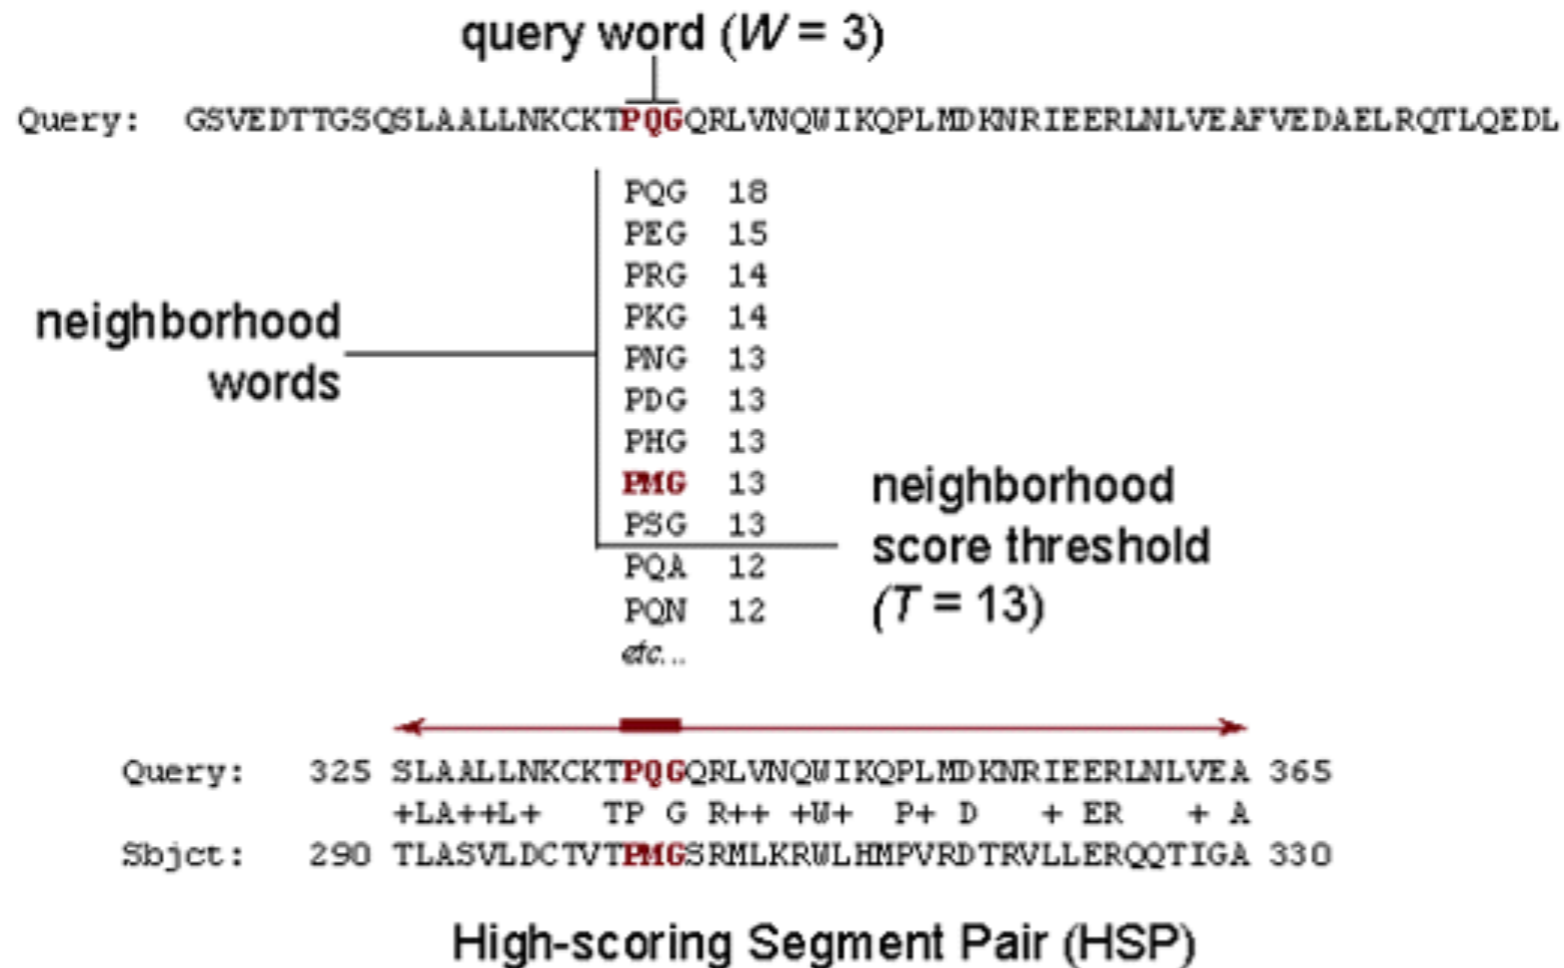 query word (W = 3)
Query: GSVEDTTGSQSLAALLNKCKTPQGQRLVNQWIKQPLMDKNRIEERLNLVEAFVEDAELRQTLQEDL
PQG 18
PEG 15
PRG 14
PKG 14
PNG 13
PDG 13
PHG 13
PMG 13
PSG 13
PQA 12
PQN 12
etc...
neighborhood
words
neighborhood
score threshold
(T = 13)
Query: 325 SLAALLNKCKTPQGQRLVNQWIKQPLMDKNRIEERLNLVEA 365
+LA++L+   TP G R++ +W+  P+ D   + ER   + A
Sbjct: 290 TLASVLDCTVTPMGSRMLKRWLHMPVRDTRVLLERQQTIGA 330
High-scoring Segment Pair (HSP)